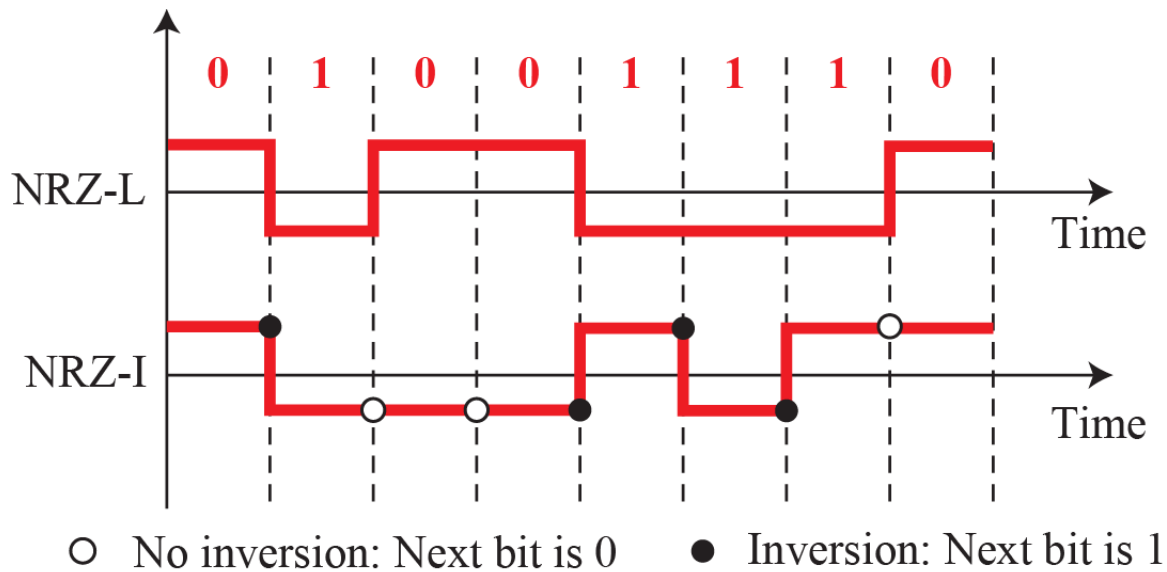 0 1 0 0 1 1 1 0
NRZ-L
Time
NRZ-I
Time
No inversion: Next bit is 0
Inversion: Next bit is 1